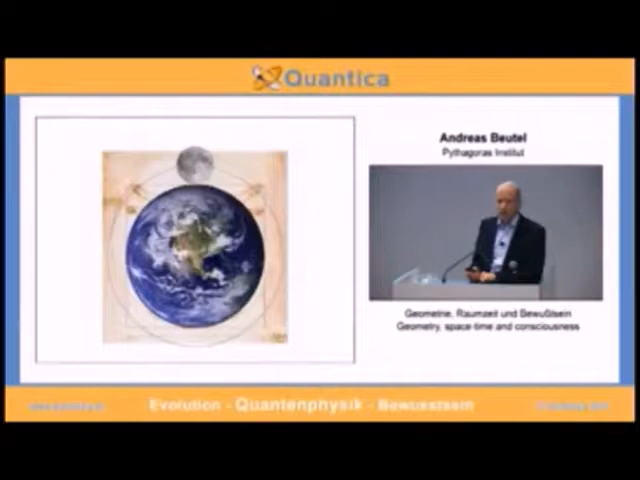 Quantica
Andreas Beutel
Pythagoras Institut
Geometrie, Raumzeit und Bewußtsein
Geometry, space-time and consciousness
Evolution - Quantenphysik - Bewusstsein